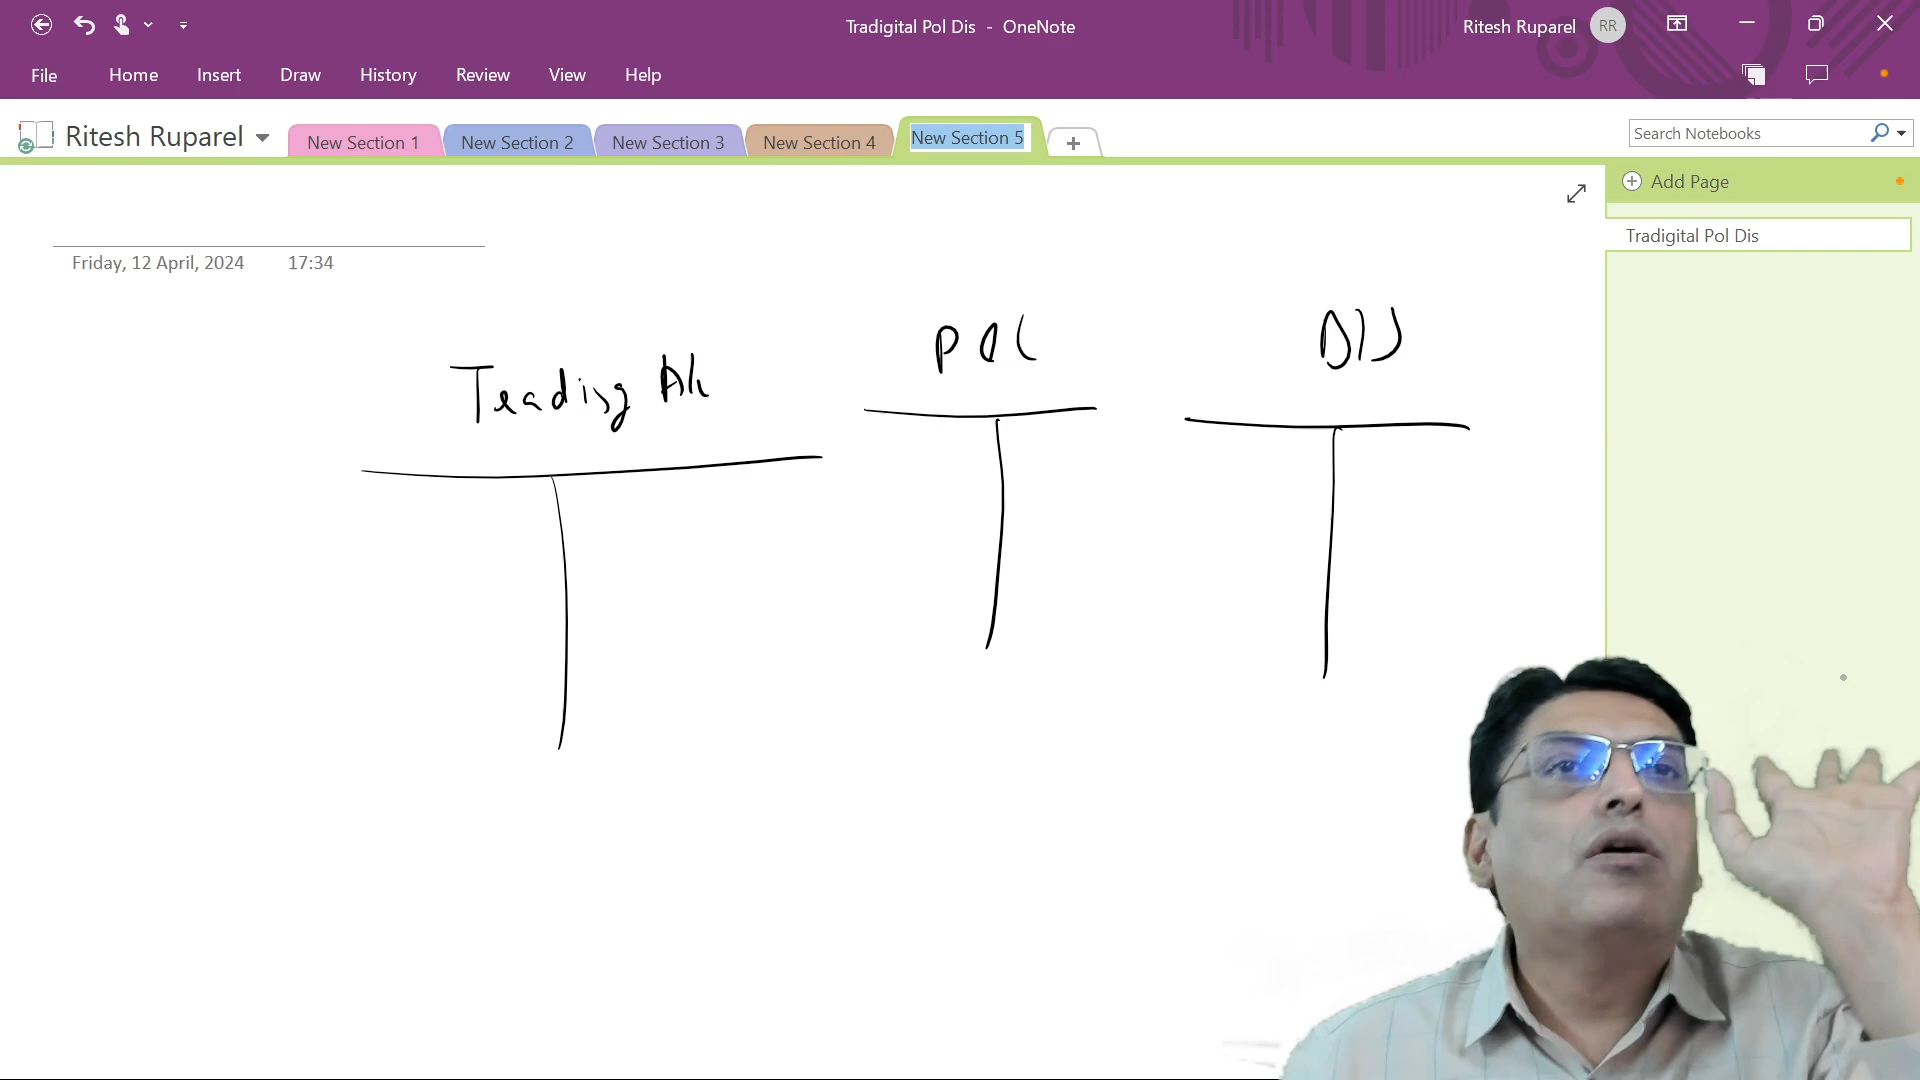 Tradigital Pol Dis - OneNote
Ritesh Ruparel RR
File Home Insert Draw History Review View Help
Ritesh Ruparel
New Section 1 New Section 2 New Section 3 New Section 4 New Section 5
Search Notebooks
Add Page
Tradigital Pol Dis
Friday, 12 April, 2024 17:34
Trading
POL
DIS